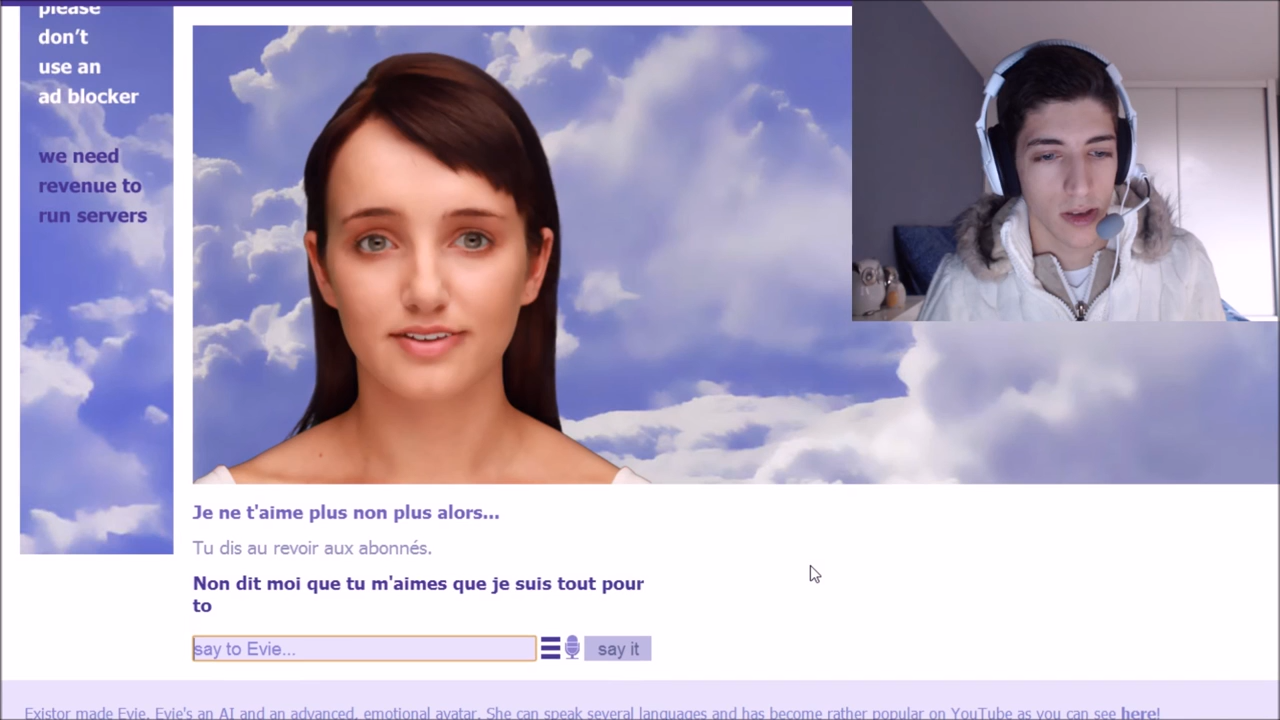 please
don’t
use an
ad blocker
we need
revenue to
run servers
Je ne t'aime plus non plus alors...
Tu dis au revoir aux abonnés.
Non dit moi que tu m'aimes que je suis tout pour
to
say to Evie...
say it
Existor made Evie. Evie's an AI and an advanced, emotional avatar. She can speak several languages and has become rather popular on YouTube as you can see here!